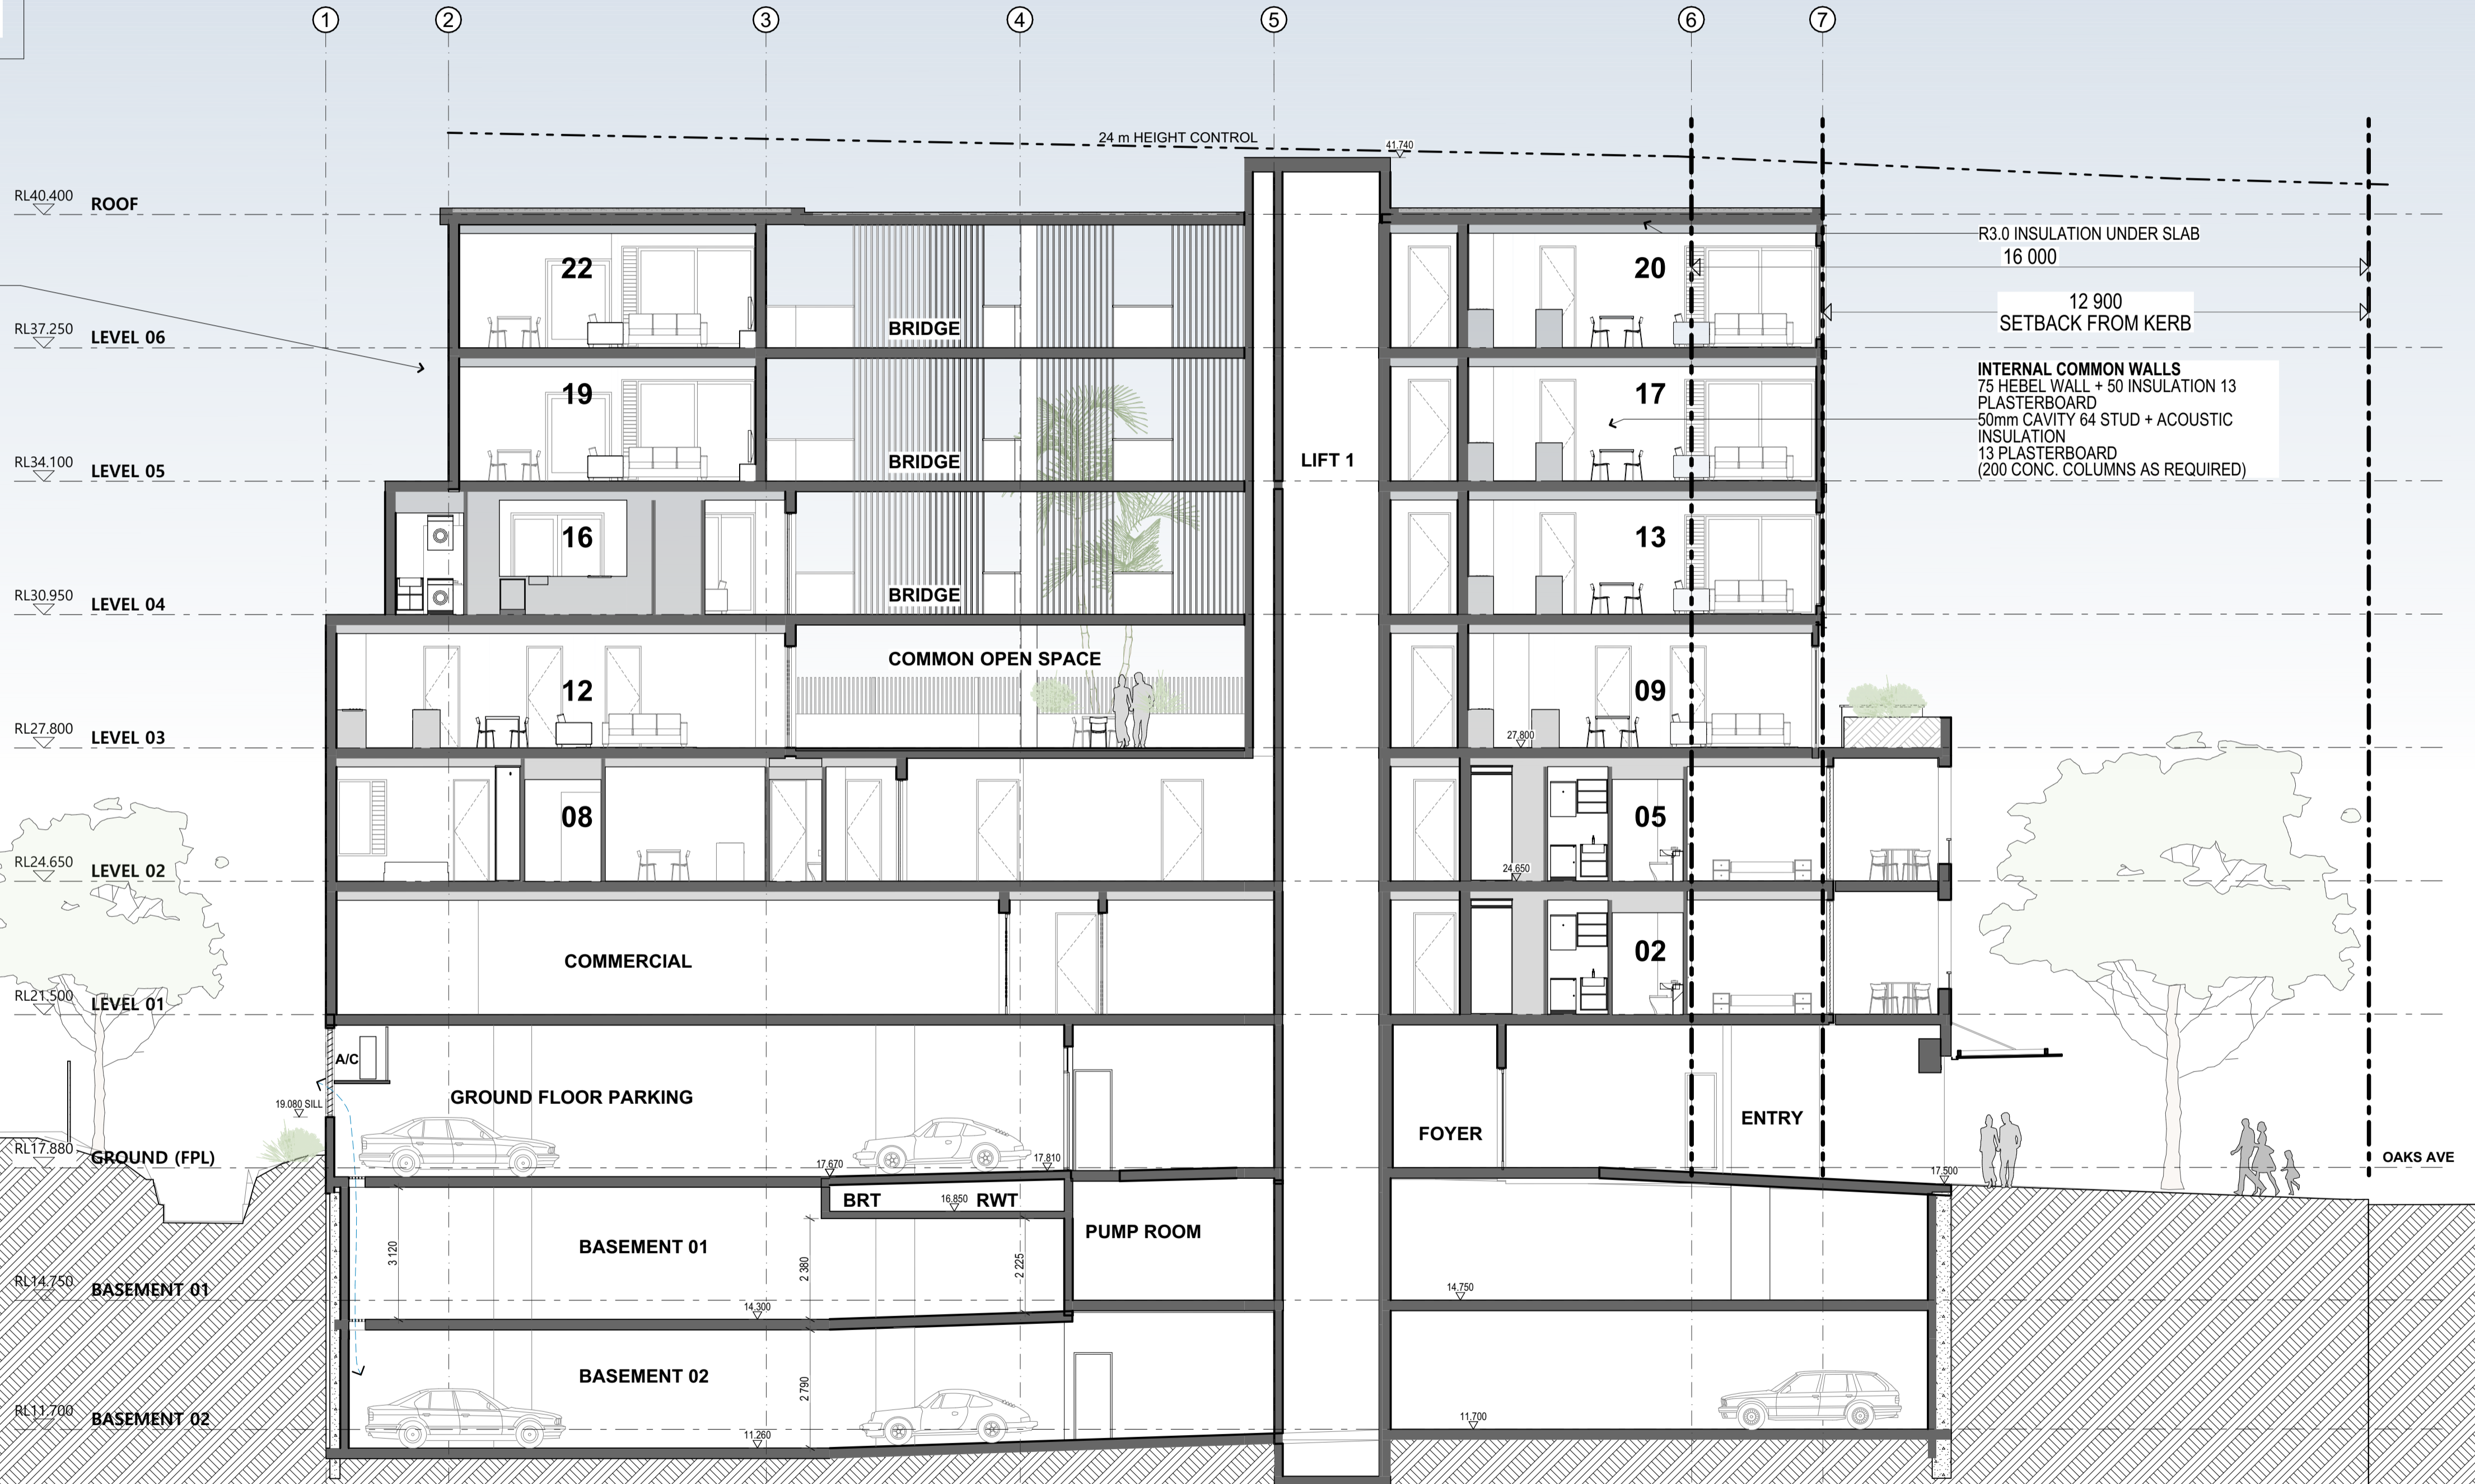 1 2 3 4 5 6 7
24 m HEIGHT CONTROL
41.740
RL40.400 ROOF
R3.0 INSULATION UNDER SLAB
16 000
22
20
12 900
SETBACK FROM KERB
BRIDGE
RL37.250 LEVEL 06
INTERNAL COMMON WALLS
75 HEBEL WALL + 50 INSULATION 13
PLASTERBOARD
50mm CAVITY 64 STUD + ACOUSTIC
INSULATION
13 PLASTERBOARD
(200 CONC. COLUMNS AS REQUIRED)
19
17
BRIDGE
LIFT 1
RL34.100 LEVEL 05
16
13
BRIDGE
RL30.950 LEVEL 04
COMMON OPEN SPACE
12
09
RL27.800 LEVEL 03
27.800
08
05
RL24.650 LEVEL 02
24.650
COMMERCIAL
02
RL21.500 LEVEL 01
A/C
GROUND FLOOR PARKING
19.080 SILL
FOYER
ENTRY
RL17.880 GROUND (FPL)
17.670
17.810
17.500
OAKS AVE
BRT
16.850
RWT
PUMP ROOM
BASEMENT 01
3 120
2 380
2 225
RL14.750 BASEMENT 01
14.300
14.750
BASEMENT 02
2 790
RL11.700 BASEMENT 02
11.260
11.700